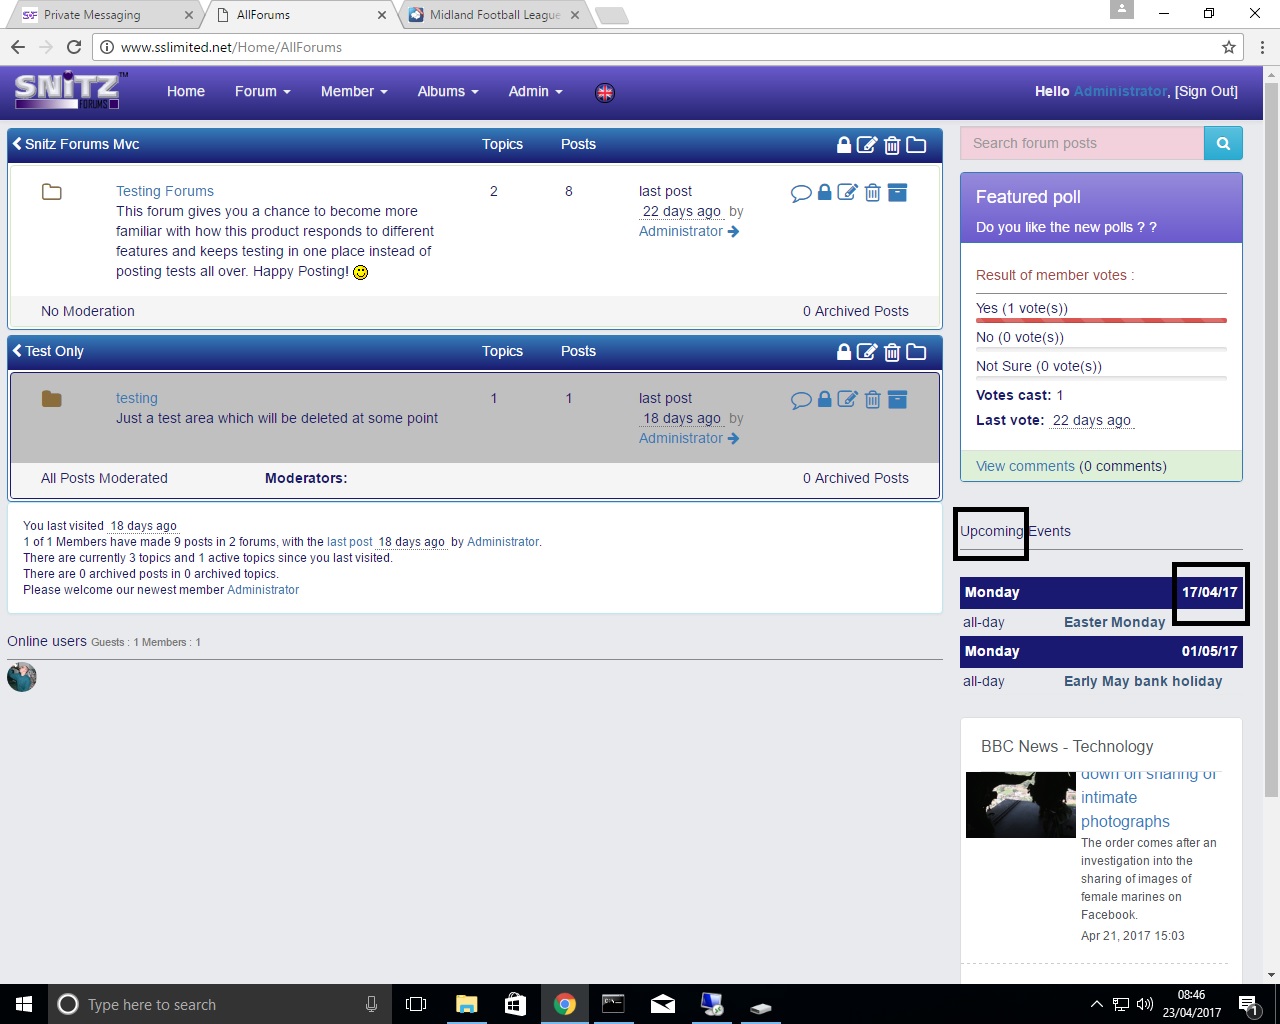 Private Messaging
AllForums
Midland Football League
www.sslimited.net/Home/AllForums
SNITZ™ FORUMS
Home Forum Member Albums Admin
Hello Administrator, [Sign Out]
Snitz Forums Mvc Topics Posts
Testing Forums 2 8 last post
This forum gives you a chance to become more 22 days ago by
familiar with how this product responds to different Administrator
features and keeps testing in one place instead of
posting tests all over. Happy Posting!
No Moderation 0 Archived Posts
Test Only Topics Posts
testing 1 1 last post
Just a test area which will be deleted at some point 18 days ago by
Administrator
All Posts Moderated Moderators: 0 Archived Posts
You last visited 18 days ago
1 of 1 Members have made 9 posts in 2 forums, with the last post 18 days ago by Administrator.
There are currently 3 topics and 1 active topics since you last visited.
There are 0 archived posts in 0 archived topics.
Please welcome our newest member Administrator
Online users Guests : 1 Members : 1
Search forum posts
Featured poll
Do you like the new polls ? ?
Result of member votes :
Yes (1 vote(s))
No (0 vote(s))
Not Sure (0 vote(s))
Votes cast: 1
Last vote: 22 days ago
View comments (0 comments)
Upcoming Events
Monday 17/04/17
all-day Easter Monday
Monday 01/05/17
all-day Early May bank holiday
BBC News - Technology
down on sharing of
intimate
photographs
The order comes after an
investigation into the
sharing of images of
female marines on
Facebook.
Apr 21, 2017 15:03
Type here to search
08:46
23/04/2017
1